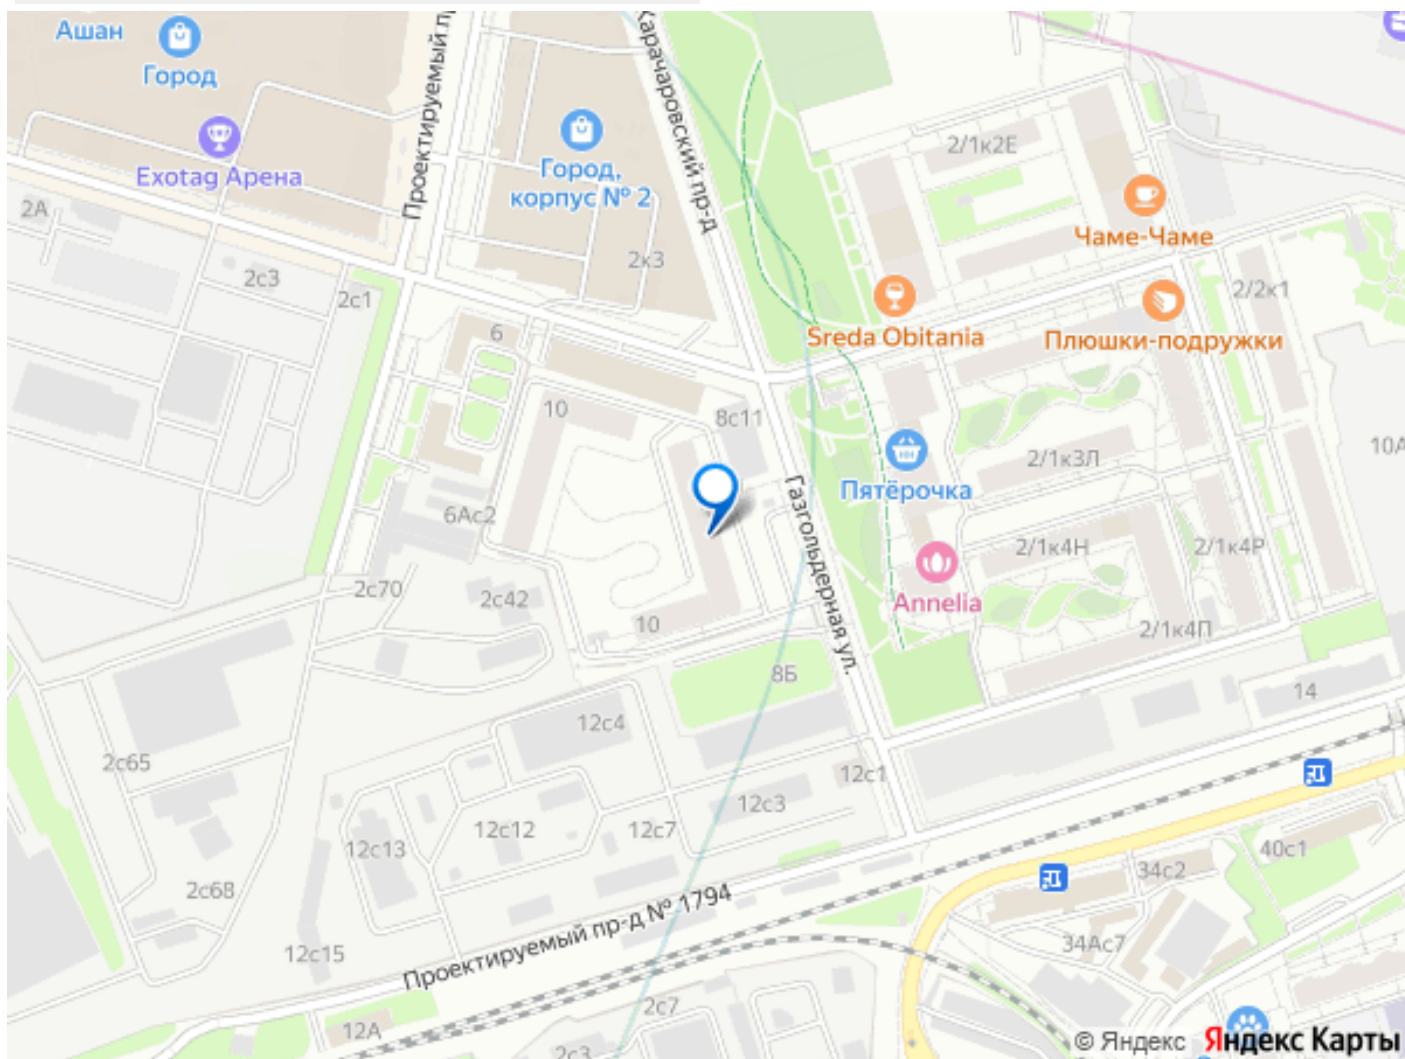 Ашан
Город
Exotag Арена
Проектируемый пр
Карачаровский пр-д
Город,
корпус № 2
2/1к2Е
Чаме-Чаме
2А
2с3
2с1
2к3
Sreda Obitania
Плюшки-подружки
2/2к1
6
10
8с11
Газгольдерная ул.
Пятёрочка
2/1к3Л
10А
6Ас2
2/1к4Н
2/1к4Р
Annelia
2с70
2с42
10
2/1к4П
8Б
14
12с4
2с65
12с1
12с3
12с12
12с7
12с13
40с1
34с2
2с68
Проектируемый пр-д № 1794
12с15
34Ас7
2с7
12А
2с3
© Яндекс Яндекс Карты